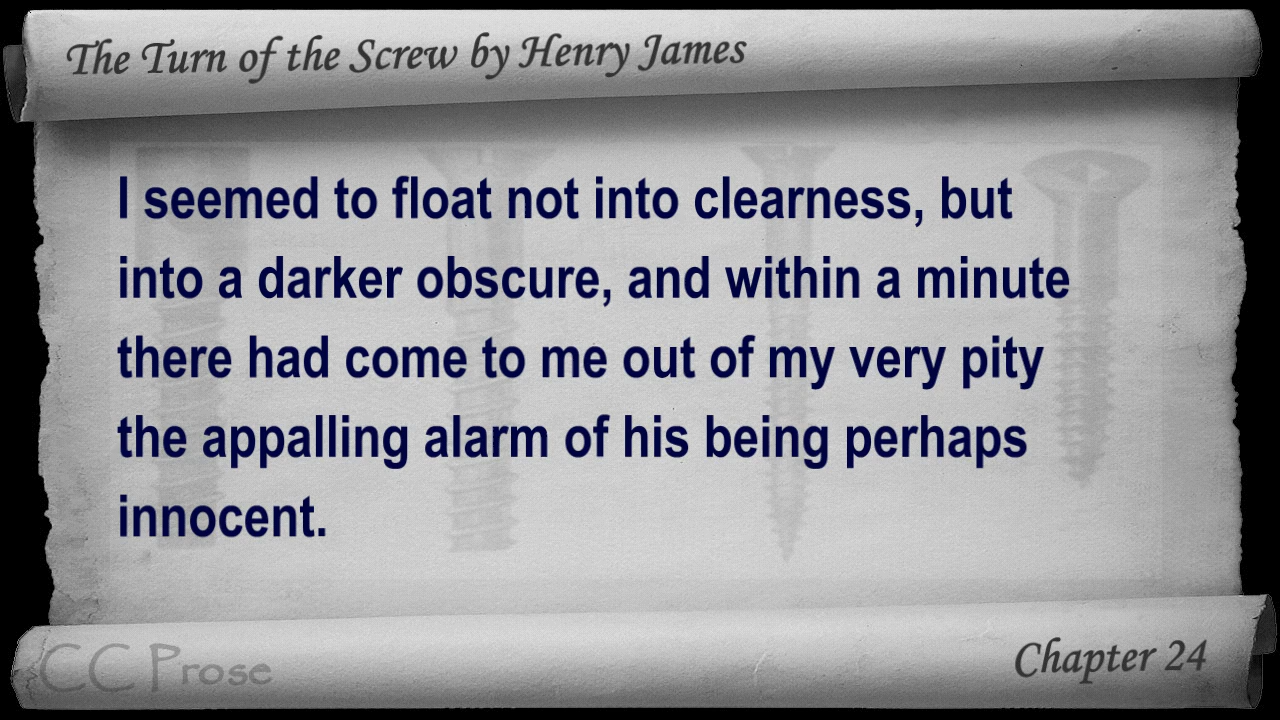 The Turn of the Screw by Henry James
I seemed to float not into clearness, but
into a darker obscure, and within a minute
there had come to me out of my very pity
the appalling alarm of his being perhaps
innocent.
CC Prose
Chapter 24